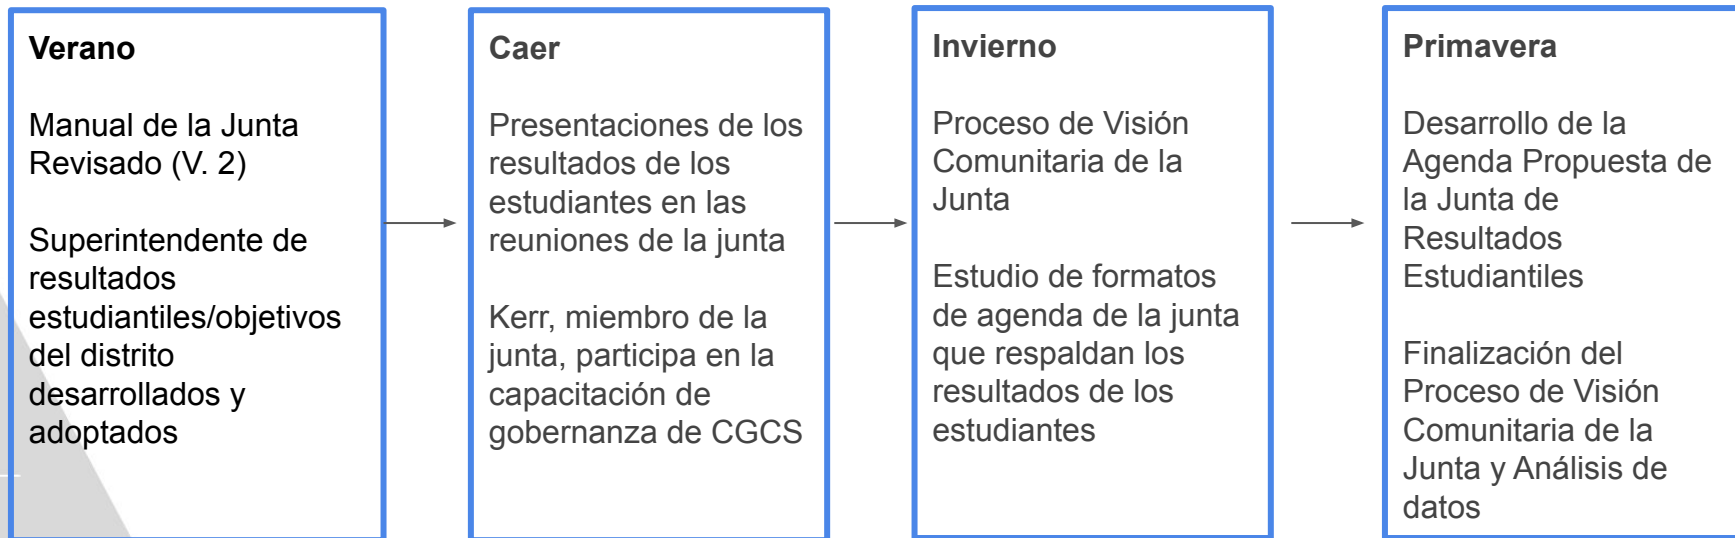 Verano
Manual de la Junta
Revisado (V. 2)
Superintendente de
resultados
estudiantiles/objetivos
del distrito
desarrollados y
adoptados
Caer
Presentaciones de los
resultados de los
estudiantes en las
reuniones de la junta
Kerr, miembro de la
junta, participa en la
capacitación de
gobernanza de CGCS
Invierno
Proceso de Visión
Comunitaria de la
Junta
Estudio de formatos
de agenda de la junta
que respaldan los
resultados de los
estudiantes
Primavera
Desarrollo de la
Agenda Propuesta de
la Junta de
Resultados
Estudiantiles
Finalización del
Proceso de Visión
Comunitaria de la
Junta y Análisis de
datos